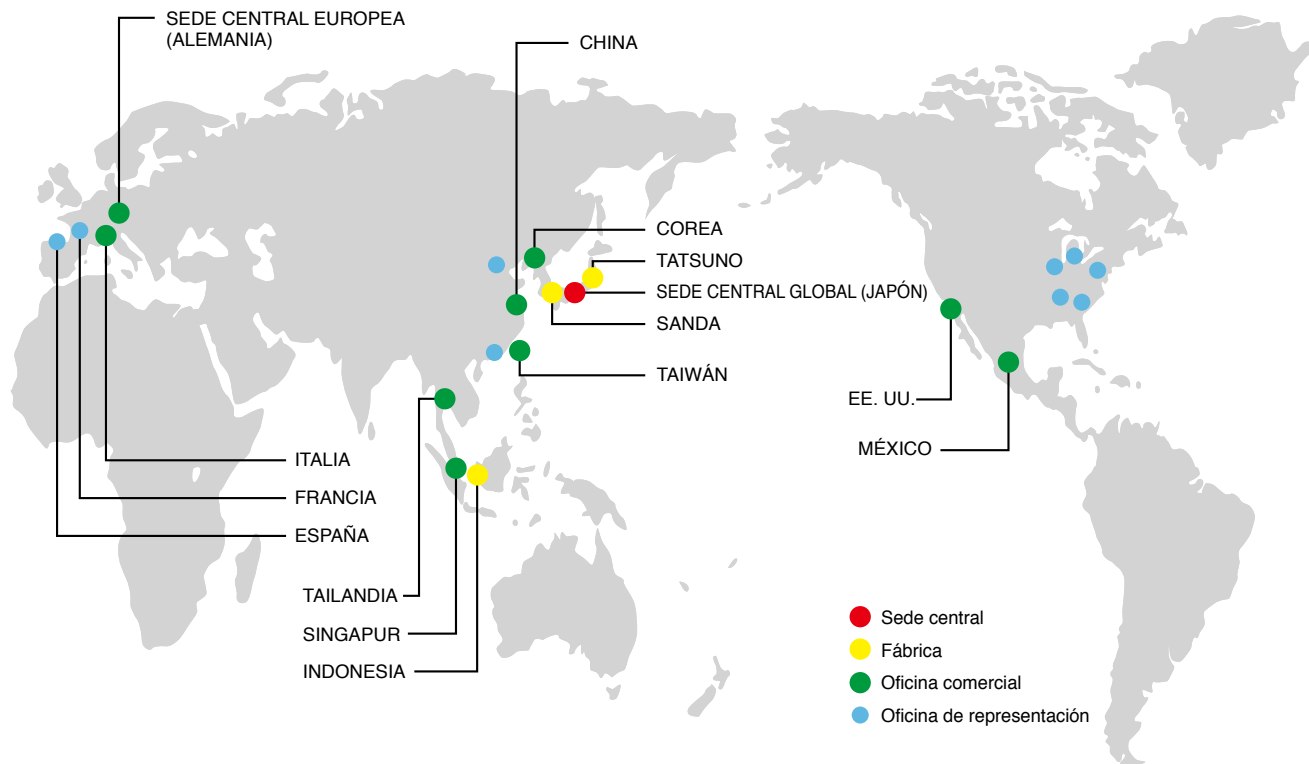 SEDE CENTRAL EUROPEA
(ALEMANIA)
CHINA
COREA
TATSUNO
SEDE CENTRAL GLOBAL (JAPÓN)
SANDA
TAIWÁN
EE. UU.
MÉXICO
ITALIA
FRANCIA
ESPAÑA
TAILANDIA
SINGAPUR
INDONESIA
Sede central
Fábrica
Oficina comercial
Oficina de representación